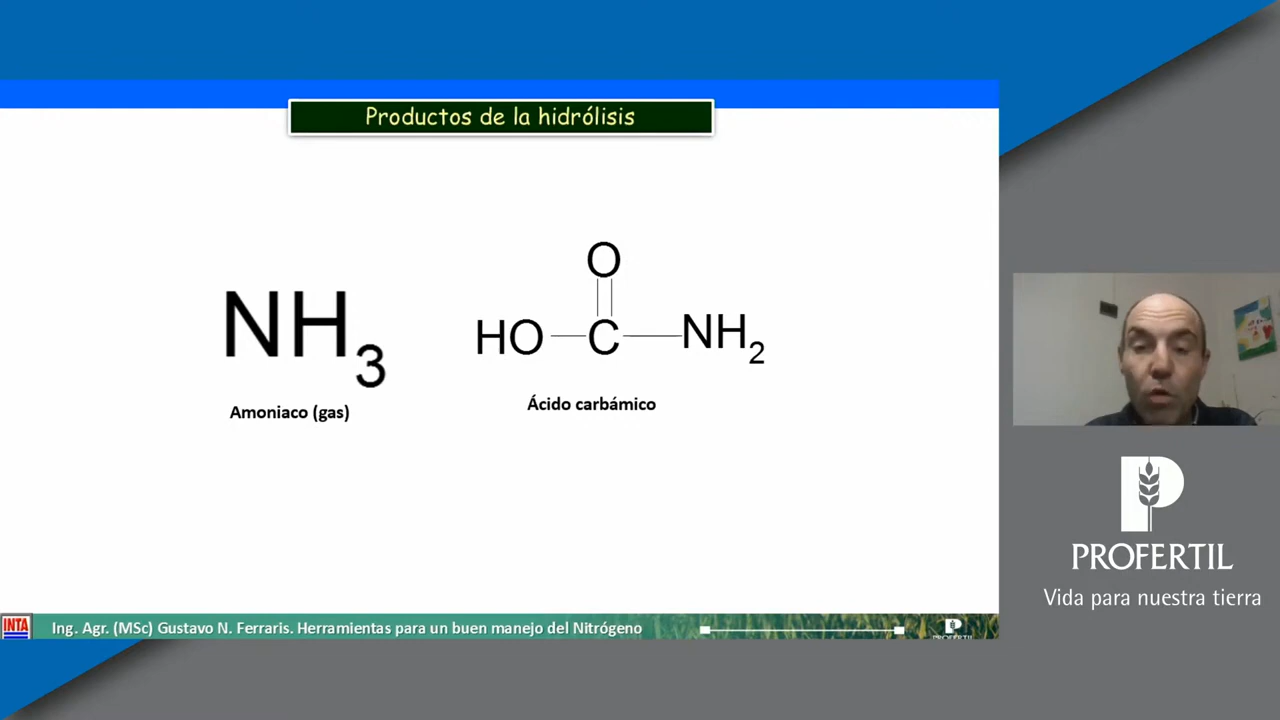 Productos de la hidrólisis
NH3
O
HO C NH2
Amoniaco (gas)
Ácido carbámico
INTA
Ing. Agr. (MSc) Gustavo N. Ferraris. Herramientas para un buen manejo del Nitrógeno
PROFERTIL
PROFERTIL
Vida para nuestra tierra